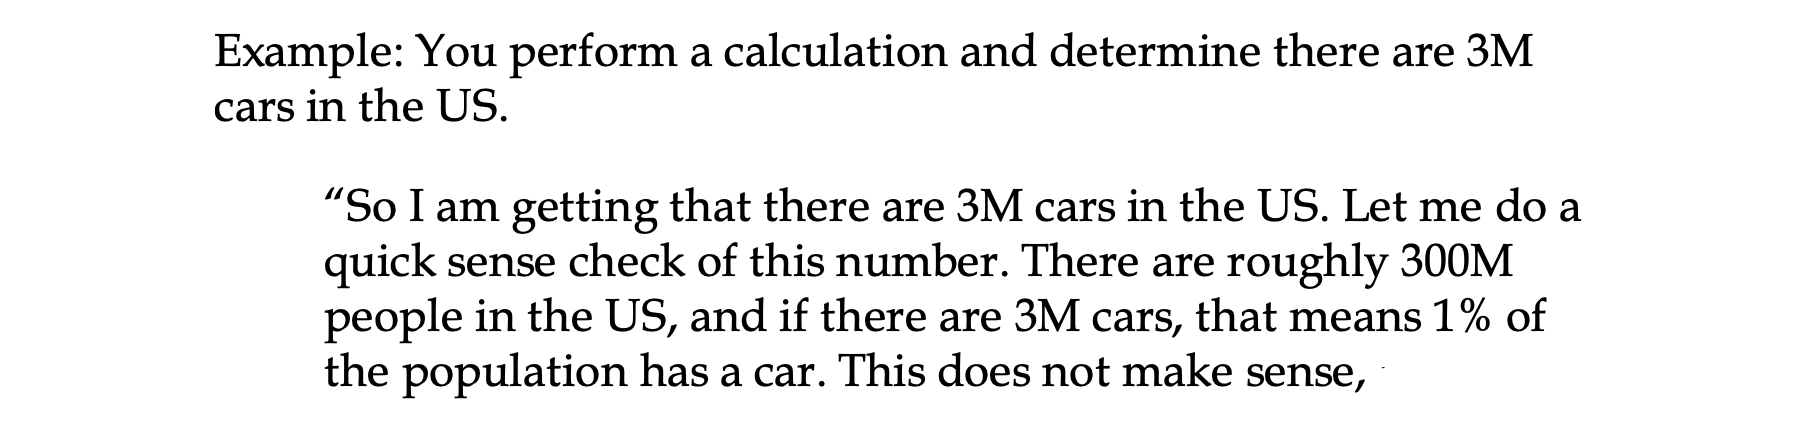 Example: You perform a calculation and determine there are 3M
cars in the US.
“So I am getting that there are 3M cars in the US. Let me do a
quick sense check of this number. There are roughly 300M
people in the US, and if there are 3M cars, that means 1% of
the population has a car. This does not make sense,